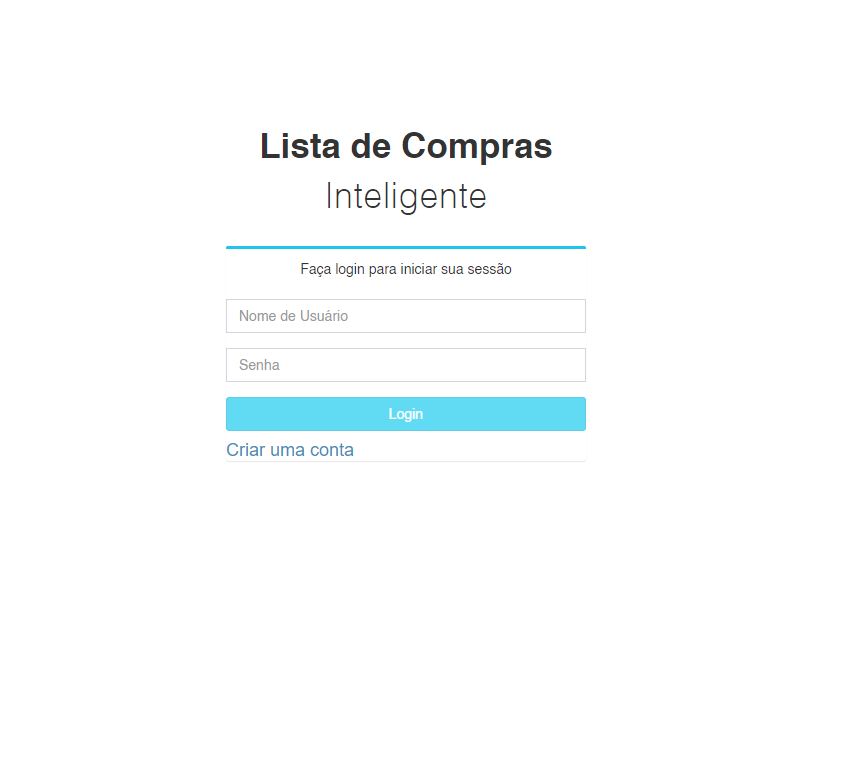 Lista de Compras
Inteligente
Faça login para iniciar sua sessão
Nome de Usuário
Senha
Login
Criar uma conta